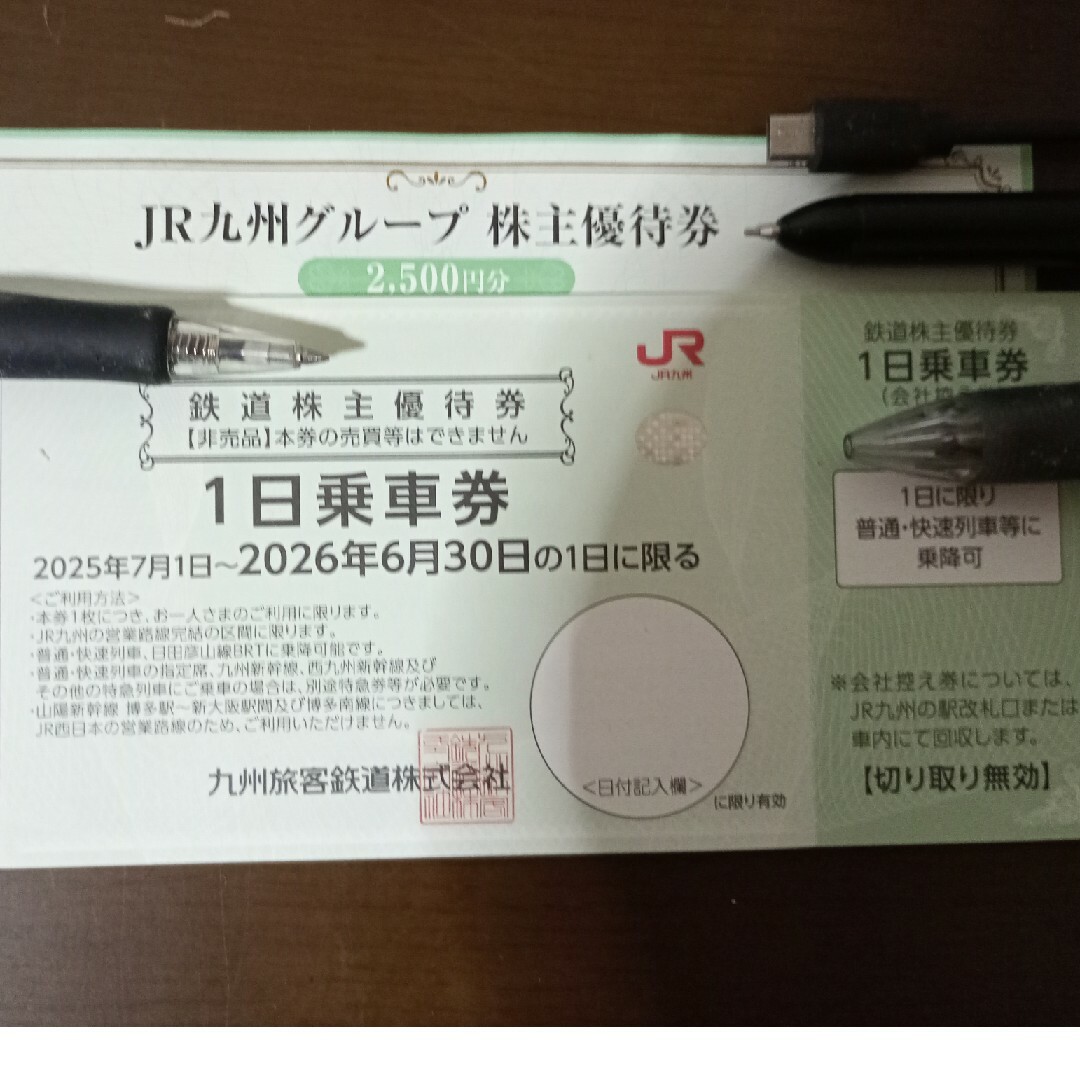 JR九州グループ 株主優待券
2,500円分
JR
JR九州
鉄道株主優待券
【非売品】本券の売買等はできません
1日乗車券
2025年7月1日～2026年6月30日の1日に限る
＜ご利用方法＞
・本券1枚につき、お一人さまのご利用に限ります。
・JR九州の営業路線完結の区間に限ります。
・普通・快速列車、日田彦山線BRTに乗降可能です。
・普通・快速列車の指定席、九州新幹線、西九州新幹線及び
その他の特急列車にご乗車の場合は、別途特急券等が必要です。
・山陽新幹線 博多駅～新大阪駅間及び博多南線につきましては、
JR西日本の営業路線のため、ご利用いただけません。
九州旅客鉄道株式会社
＜日付記入欄＞
に限り有効
鉄道株主優待券
1日乗車券
(会社控え
1日に限り
普通・快速列車等に
乗降可
※会社控え券については、
JR九州の駅改札口または
車内にて回収します。
【切り取り無効】